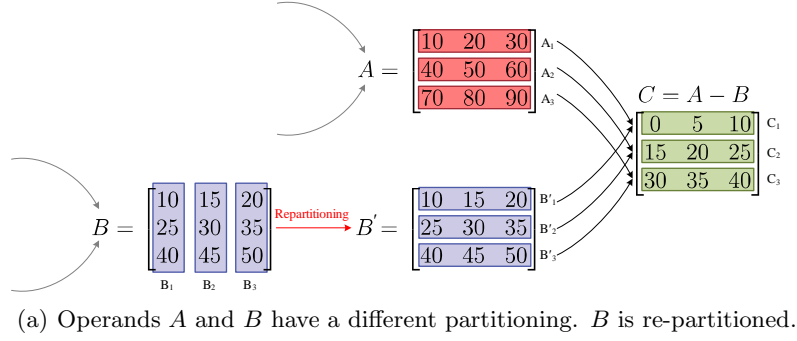 A =
10 20 30 A₁
40 50 60 A₂
70 80 90 A₃
C = A − B
0 5 10 C₁
15 20 25 C₂
30 35 40 C₃
B =
10 15 20
25 30 35
40 45 50
B₁ B₂ B₃
Repartitioning
B′ =
10 15 20 B′₁
25 30 35 B′₂
40 45 50 B′₃
(a) Operands A and B have a different partitioning. B is re-partitioned.